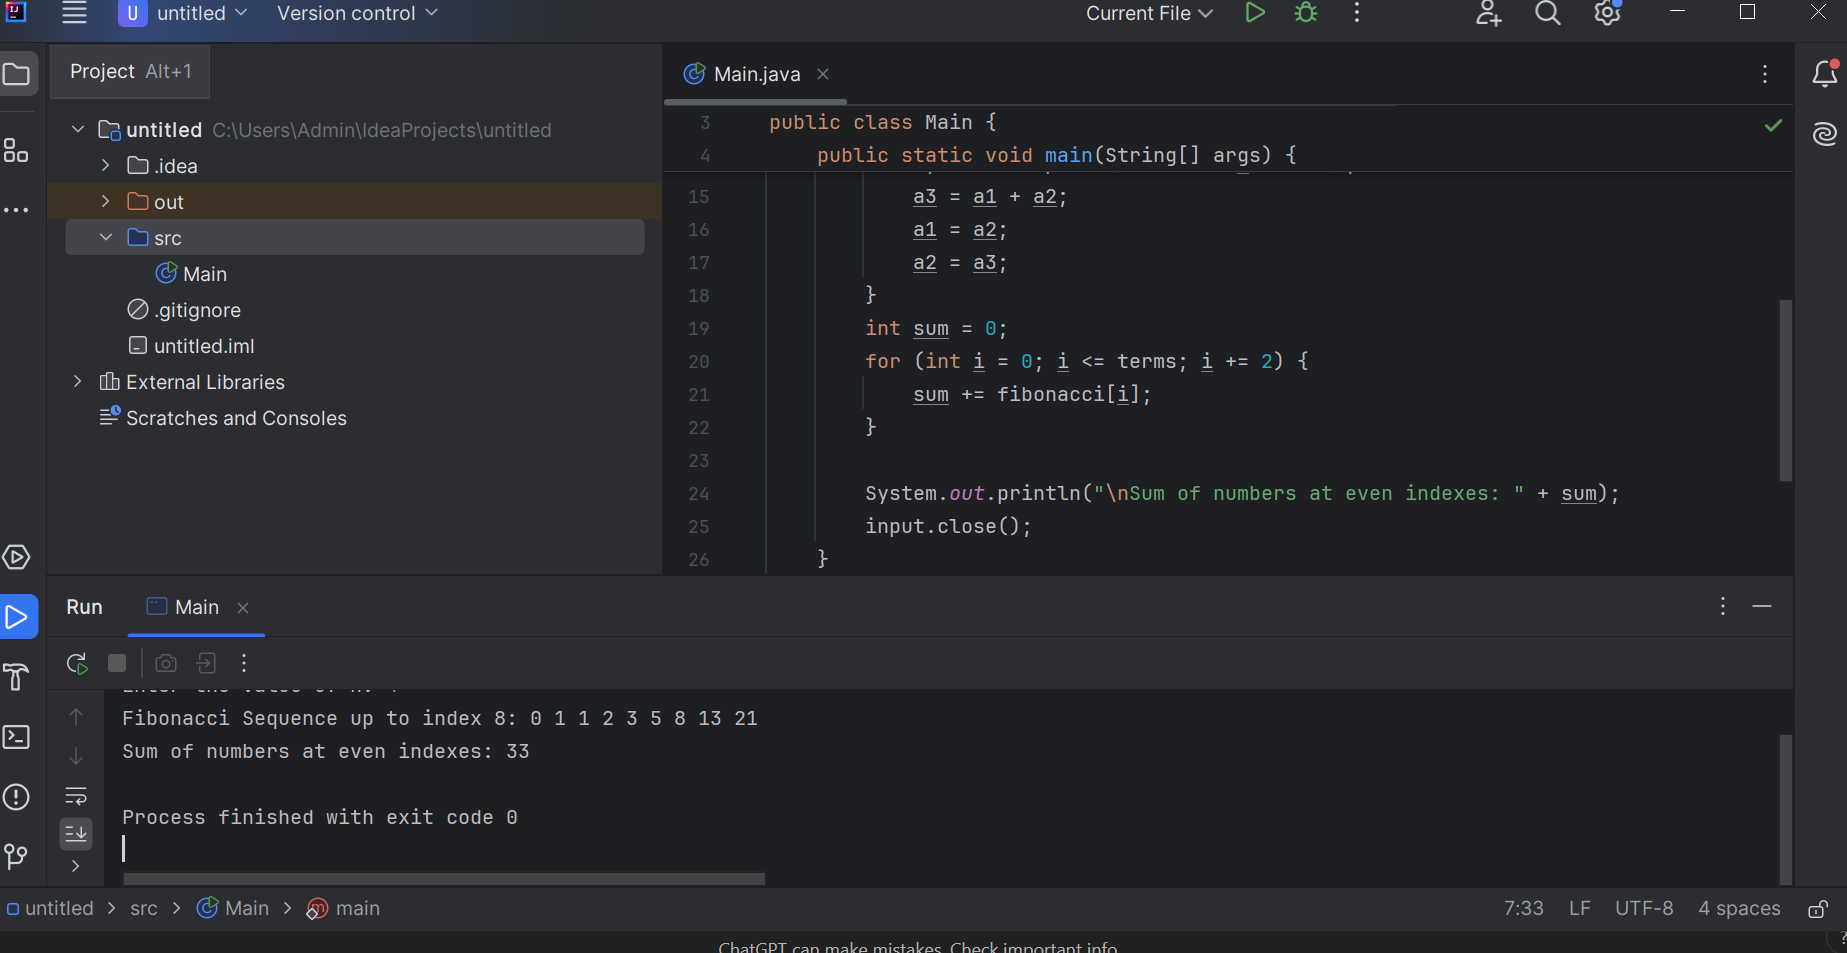 U untitled Version control Current File
Project Alt+1
Main.java
untitled C:\Users\Admin\IdeaProjects\untitled
.idea
out
src
Main
.gitignore
untitled.iml
External Libraries
Scratches and Consoles
3 public class Main {
4 public static void main(String[] args) {
15 a3 = a1 + a2;
16 a1 = a2;
17 a2 = a3;
18 }
19 int sum = 0;
20 for (int i = 0; i <= terms; i += 2) {
21 sum += fibonacci[i];
22 }
23
24 System.out.println("\nSum of numbers at even indexes: " + sum);
25 input.close();
26 }
Run Main
Fibonacci Sequence up to index 8: 0 1 1 2 3 5 8 13 21
Sum of numbers at even indexes: 33
Process finished with exit code 0
untitled > src > Main > main 7:33 LF UTF-8 4 spaces
ChatGPT can make mistakes. Check important info.